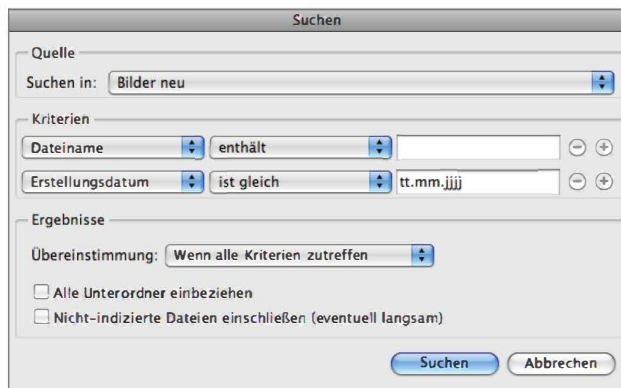 Suchen
Quelle
Suchen in: Bilder neu
Kriterien
Dateiname enthält
Erstellungsdatum ist gleich tt.mm.jjjj
Ergebnisse
Übereinstimmung: Wenn alle Kriterien zutreffen
Alle Unterordner einbeziehen
Nicht-indizierte Dateien einschließen (eventuell langsam)
Suchen Abbrechen